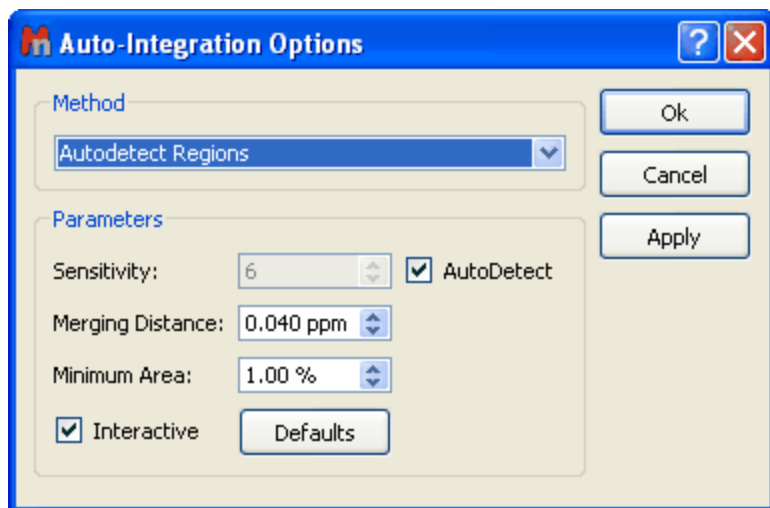 Auto-Integration Options
Method
Autodetect Regions
Ok
Cancel
Apply
Parameters
Sensitivity: 6 AutoDetect
Merging Distance: 0.040 ppm
Minimum Area: 1.00 %
Interactive Defaults